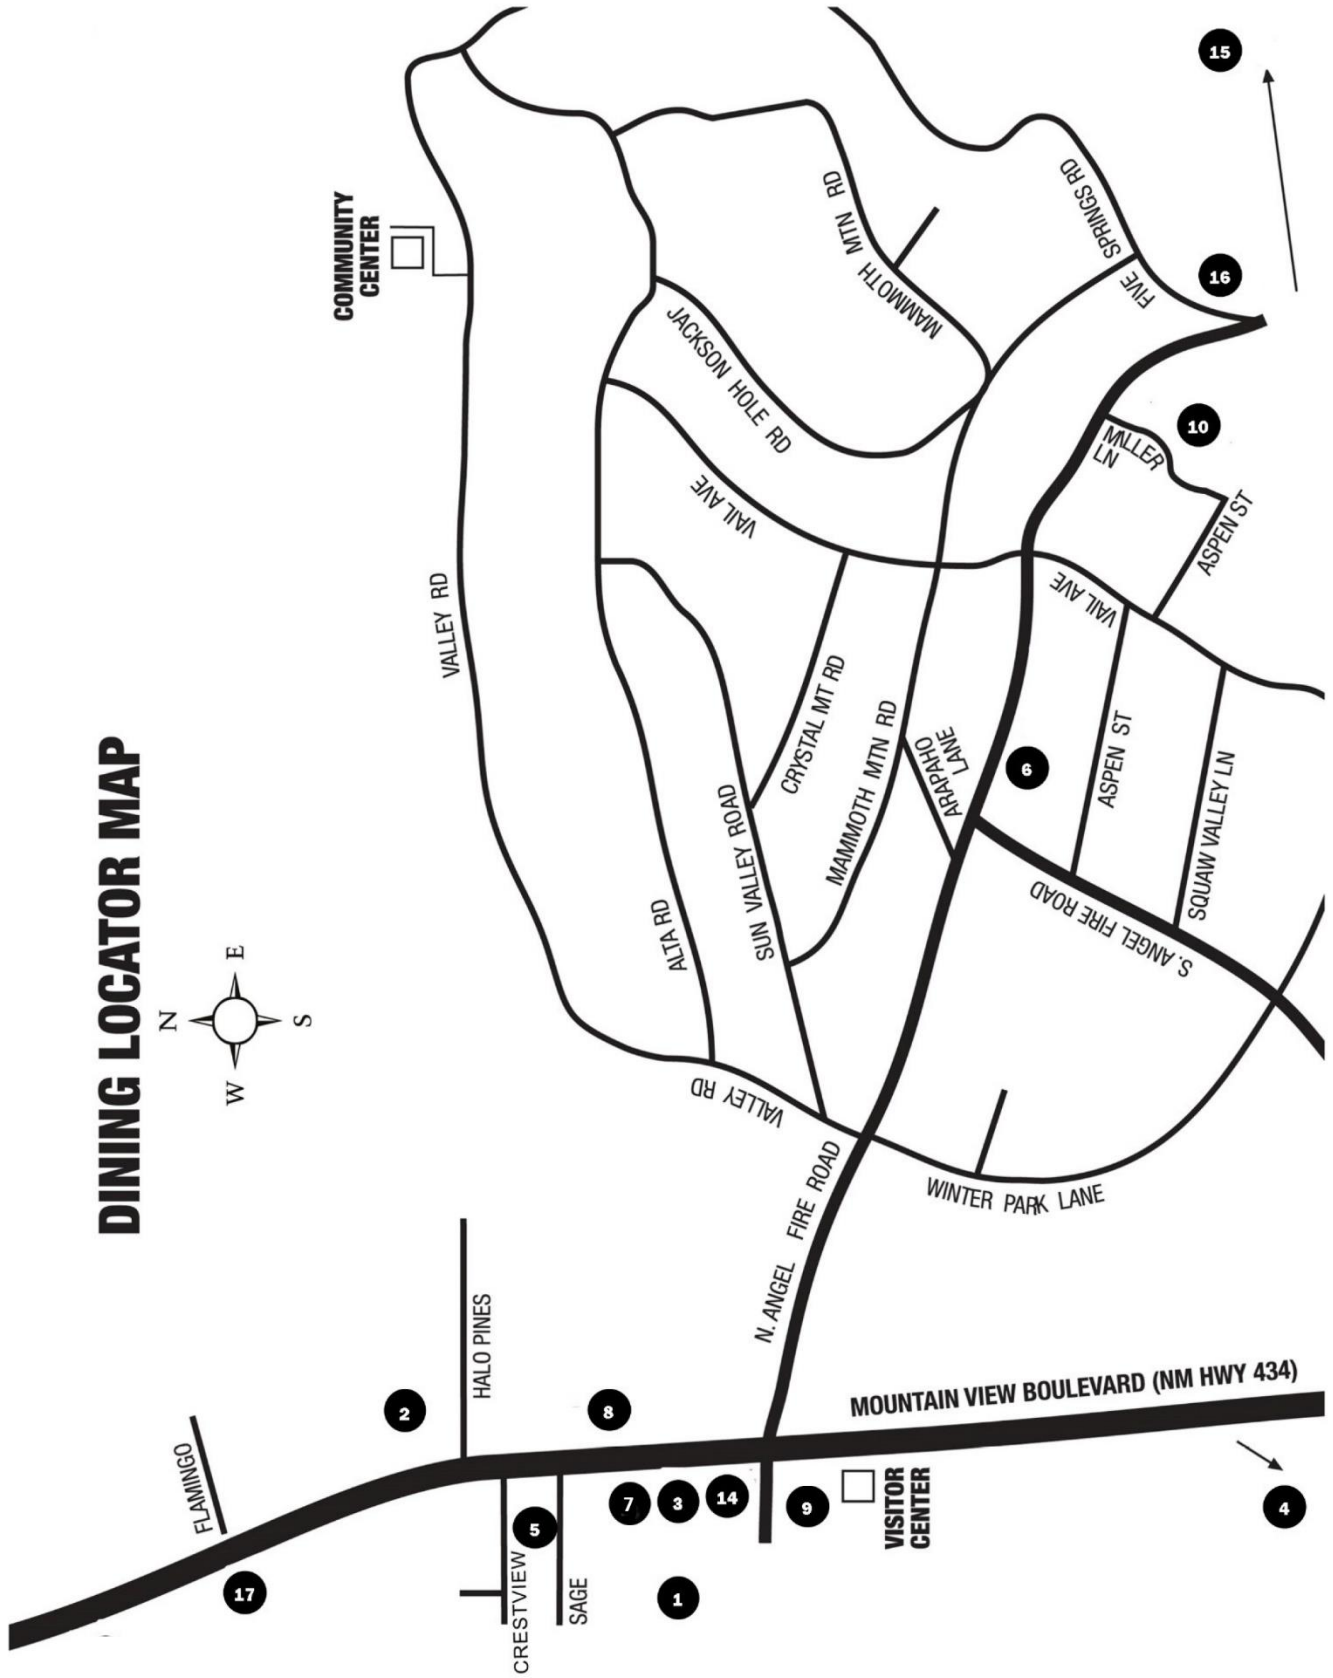 DINING LOCATOR MAP
N
W
E
S
COMMUNITY
CENTER
VALLEY RD
VALLEY RD
ALTA RD
SUN VALLEY ROAD
CRYSTAL MT RD
MAMMOTH MTN RD
MAMMOTH MTN RD
JACKSON HOLE RD
VAIL AVE
VAIL AVE
FIVE SPRINGS RD
15
16
10
MILLER
LN
ASPEN ST
ASPEN ST
SQUAW VALLEY LN
ARAPAHO
LANE
6
S. ANGEL FIRE ROAD
N. ANGEL FIRE ROAD
WINTER PARK LANE
MOUNTAIN VIEW BOULEVARD (NM HWY 434)
HALO PINES
FLAMINGO
2
8
17
5
7
3
14
9
1
4
CRESTVIEW
SAGE
VISITOR
CENTER